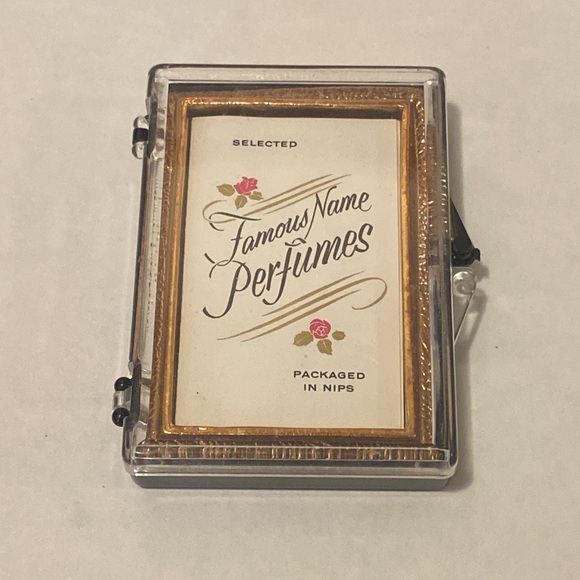 SELECTED
Famous Name
Perfumes
PACKAGED
IN NIPS